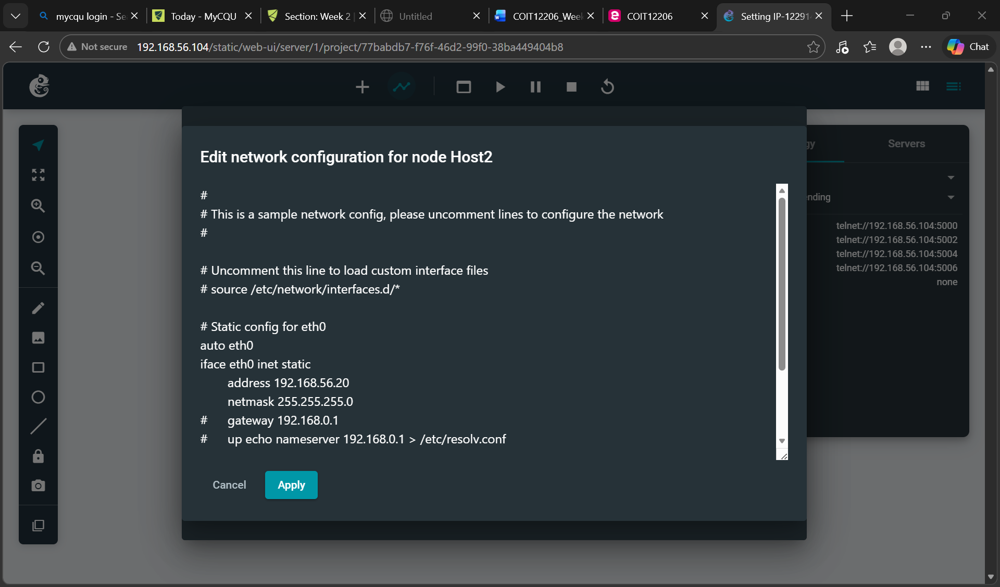 mycqu login - Se
Today - MyCQU
Section: Week 2
Untitled
COIT12206_Week
COIT12206
Setting IP-12291
Not secure
192.168.56.104/static/web-ui/server/1/project/77babdb7-f76f-46d2-99f0-38ba449404b8
Chat
gy
Servers
ending
telnet://192.168.56.104:5000
telnet://192.168.56.104:5002
telnet://192.168.56.104:5004
telnet://192.168.56.104:5006
none
Edit network configuration for node Host2
#
# This is a sample network config, please uncomment lines to configure the network
#
# Uncomment this line to load custom interface files
# source /etc/network/interfaces.d/*
# Static config for eth0
auto eth0
iface eth0 inet static
address 192.168.56.20
netmask 255.255.255.0
# gateway 192.168.0.1
# up echo nameserver 192.168.0.1 > /etc/resolv.conf
Cancel
Apply